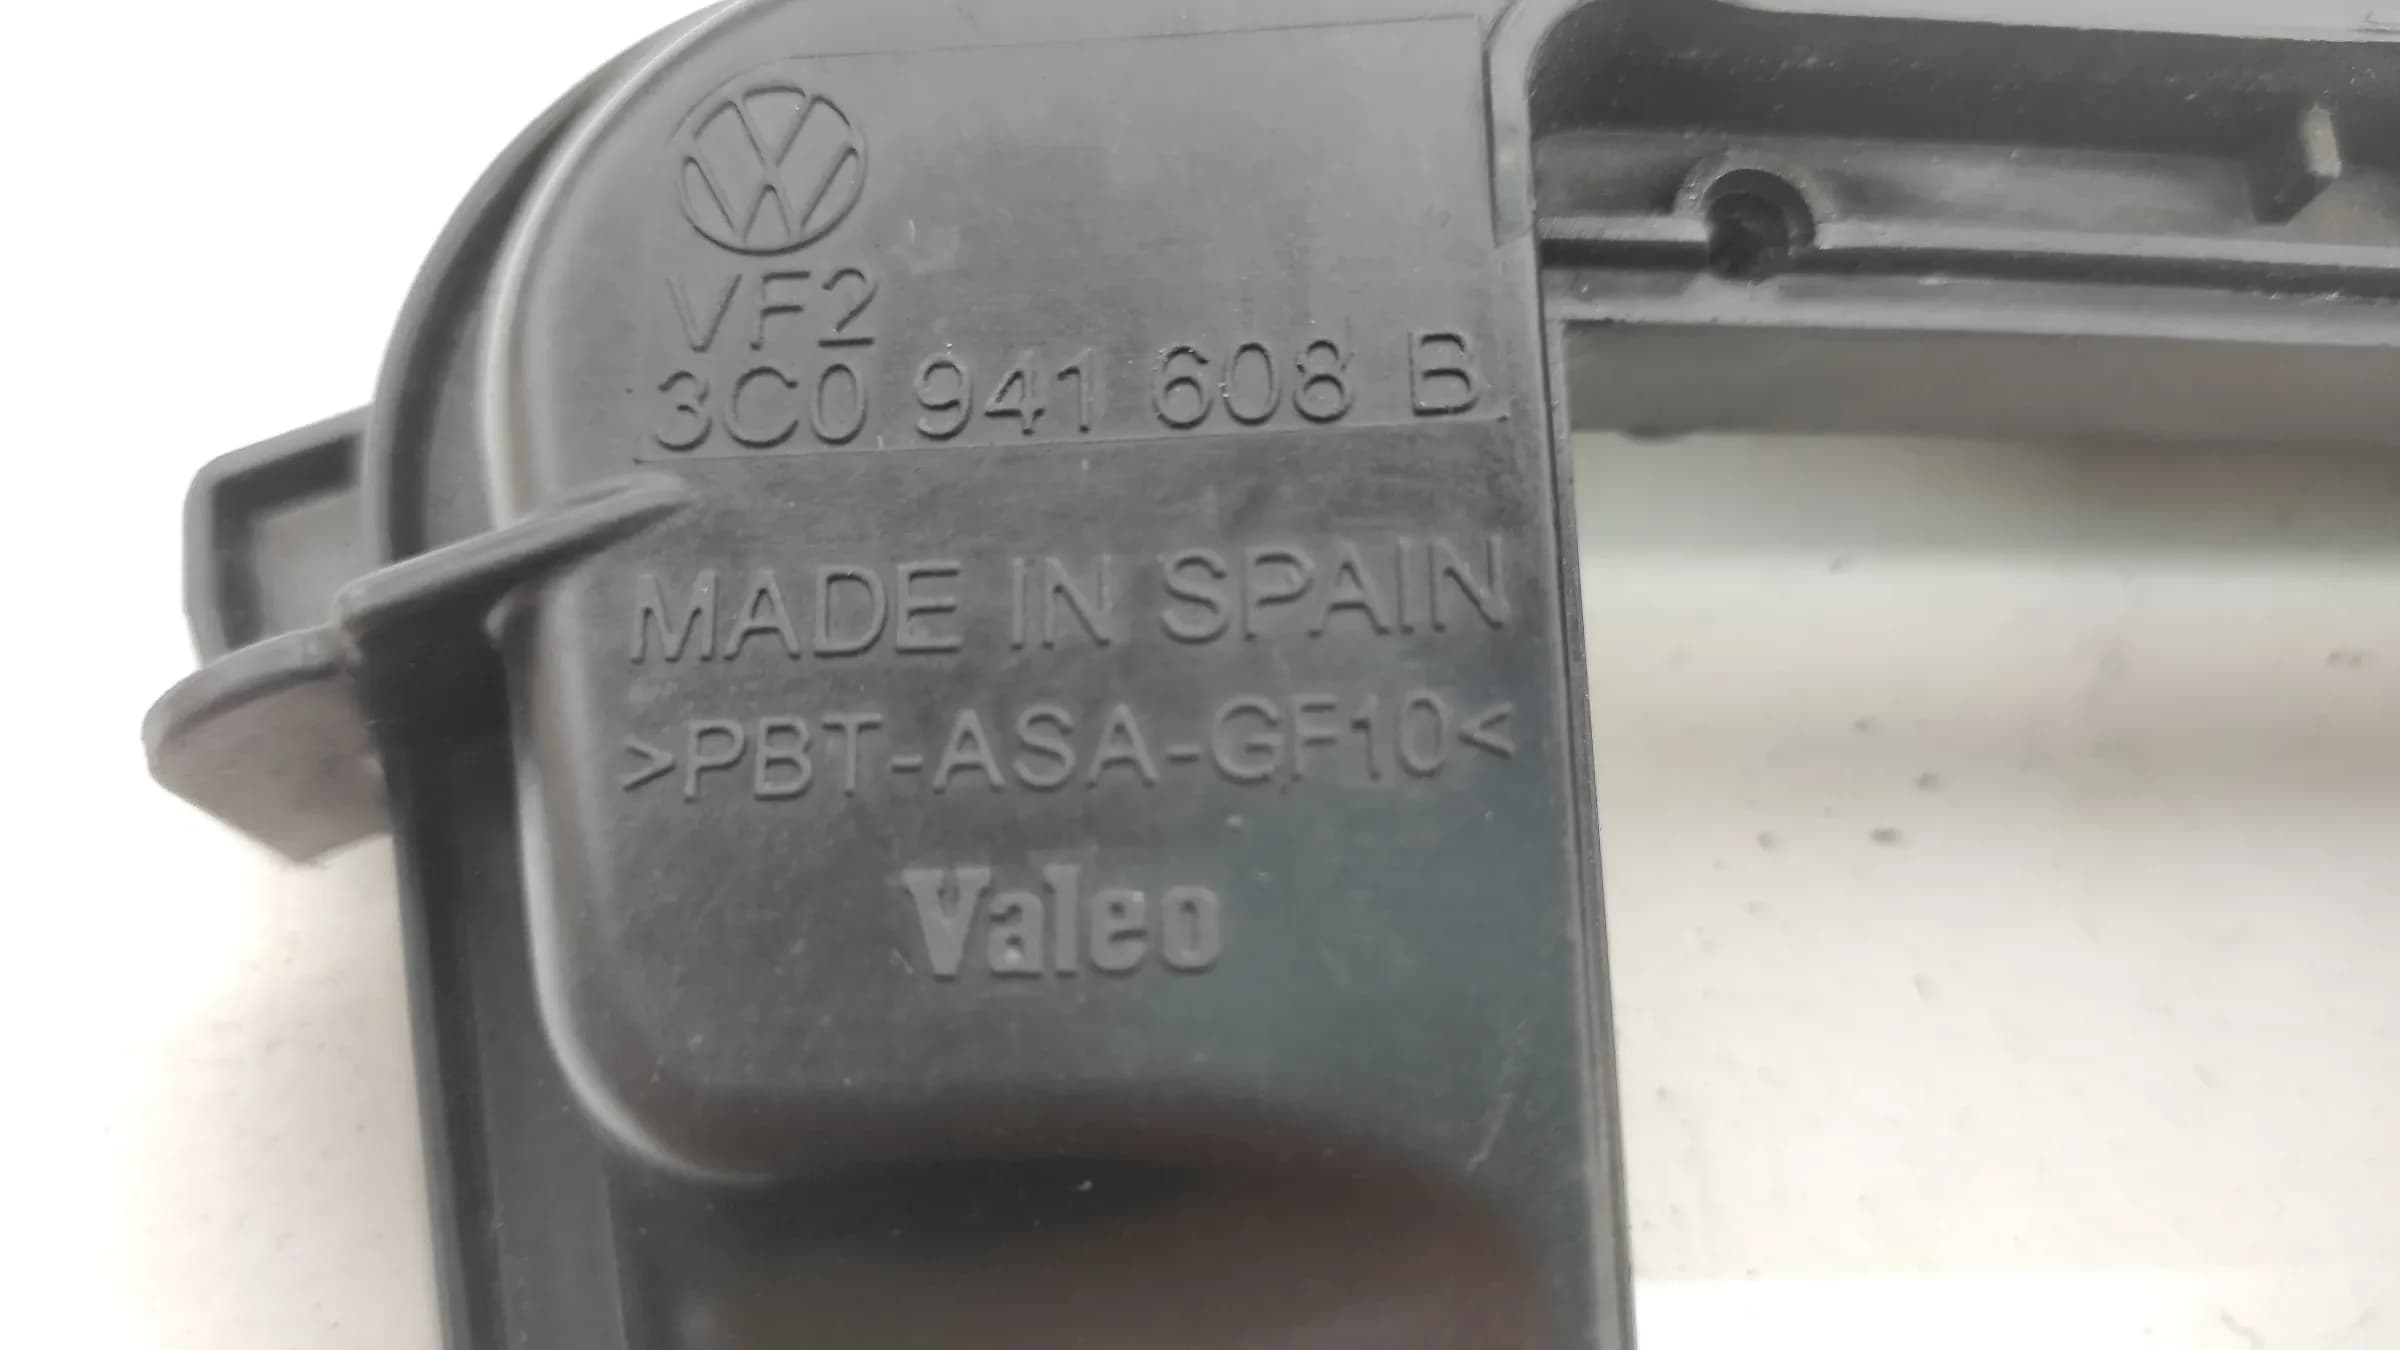 VF2
3C0 941 608 B
MADE IN SPAIN
>PBT-ASA-GF10<
Valeo